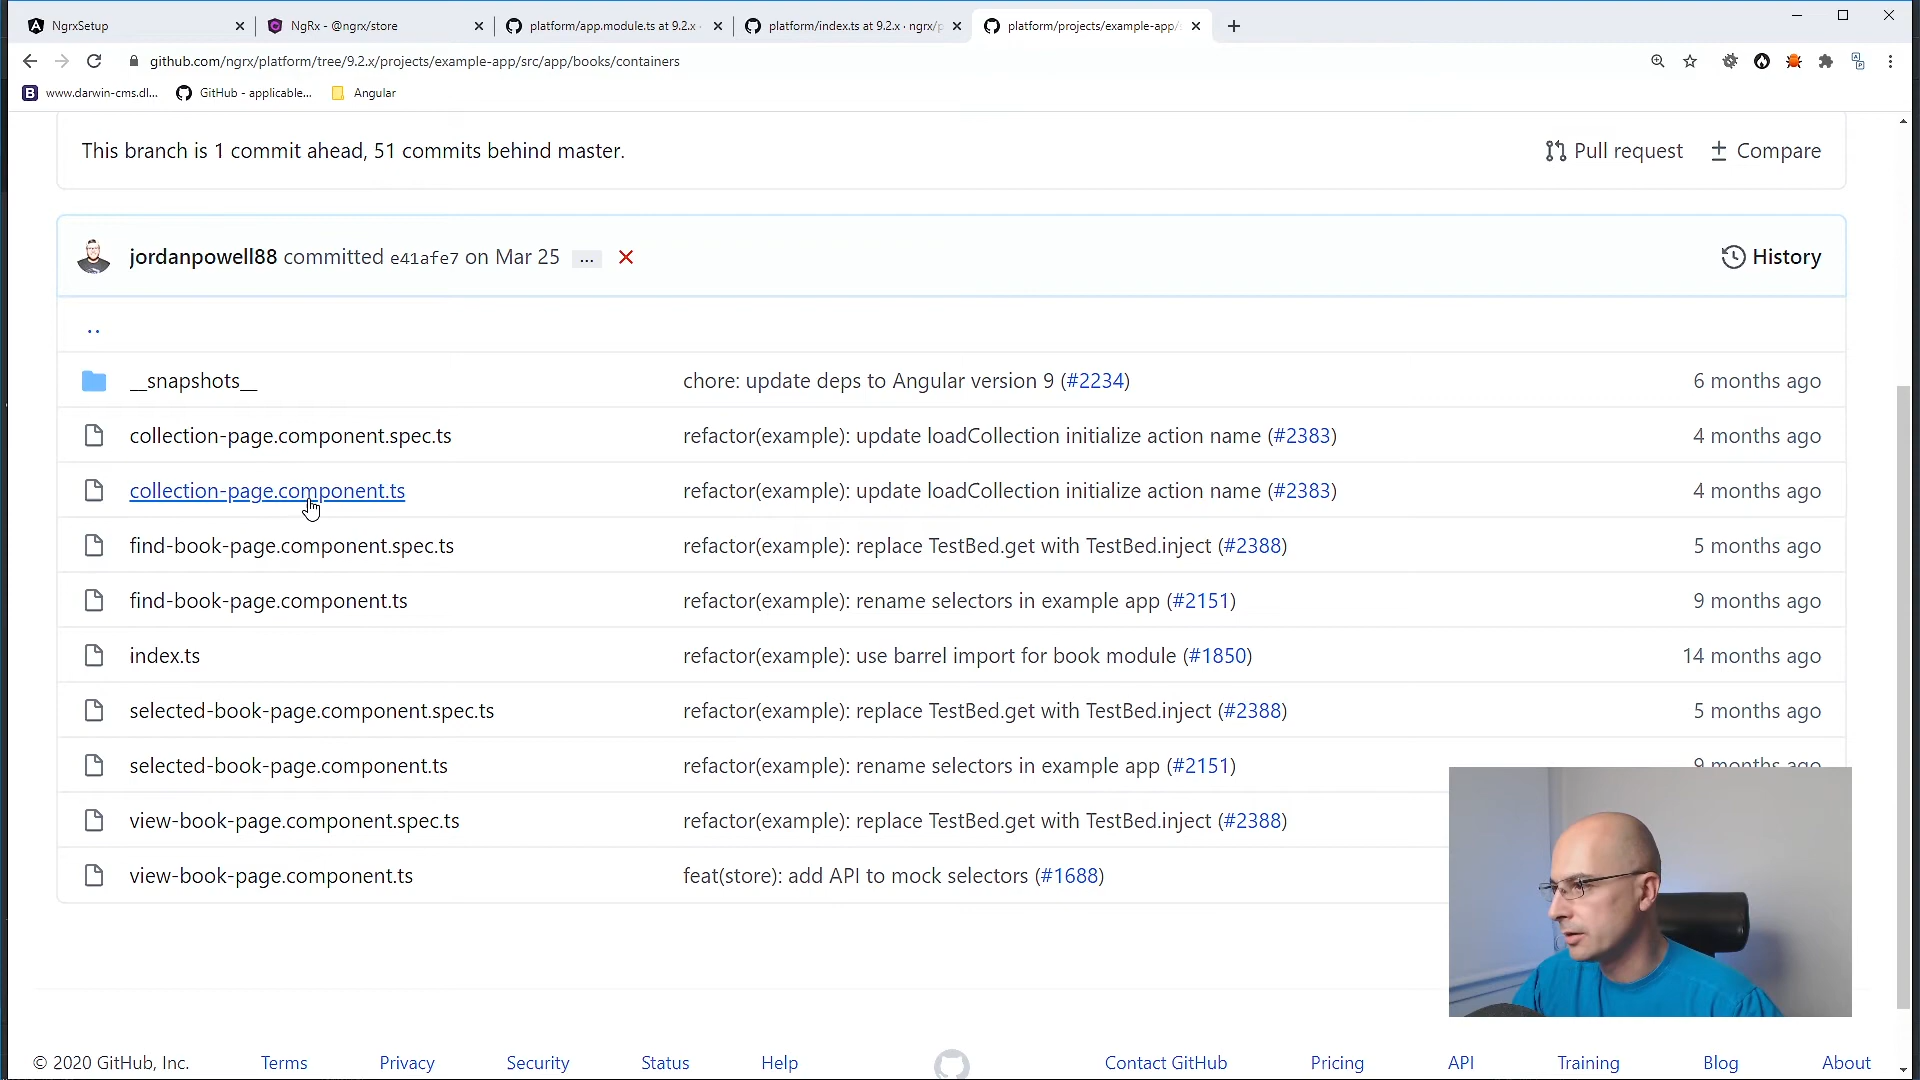 NgrxSetup
NgRx - @ngrx/store
platform/app.module.ts at 9.2.x ·
platform/index.ts at 9.2.x · ngrx/p
platform/projects/example-app/
github.com/ngrx/platform/tree/9.2.x/projects/example-app/src/app/books/containers
www.darwin-cms.dl...
GitHub - applicable...
Angular
This branch is 1 commit ahead, 51 commits behind master.
Pull request
Compare
jordanpowell88 committed e41afe7 on Mar 25 ...
History
..
__snapshots__
chore: update deps to Angular version 9 (#2234)
6 months ago
collection-page.component.spec.ts
refactor(example): update loadCollection initialize action name (#2383)
4 months ago
collection-page.component.ts
refactor(example): update loadCollection initialize action name (#2383)
4 months ago
find-book-page.component.spec.ts
refactor(example): replace TestBed.get with TestBed.inject (#2388)
5 months ago
find-book-page.component.ts
refactor(example): rename selectors in example app (#2151)
9 months ago
index.ts
refactor(example): use barrel import for book module (#1850)
14 months ago
selected-book-page.component.spec.ts
refactor(example): replace TestBed.get with TestBed.inject (#2388)
5 months ago
selected-book-page.component.ts
refactor(example): rename selectors in example app (#2151)
9 months ago
view-book-page.component.spec.ts
refactor(example): replace TestBed.get with TestBed.inject (#2388)
view-book-page.component.ts
feat(store): add API to mock selectors (#1688)
© 2020 GitHub, Inc.
Terms
Privacy
Security
Status
Help
Contact GitHub
Pricing
API
Training
Blog
About